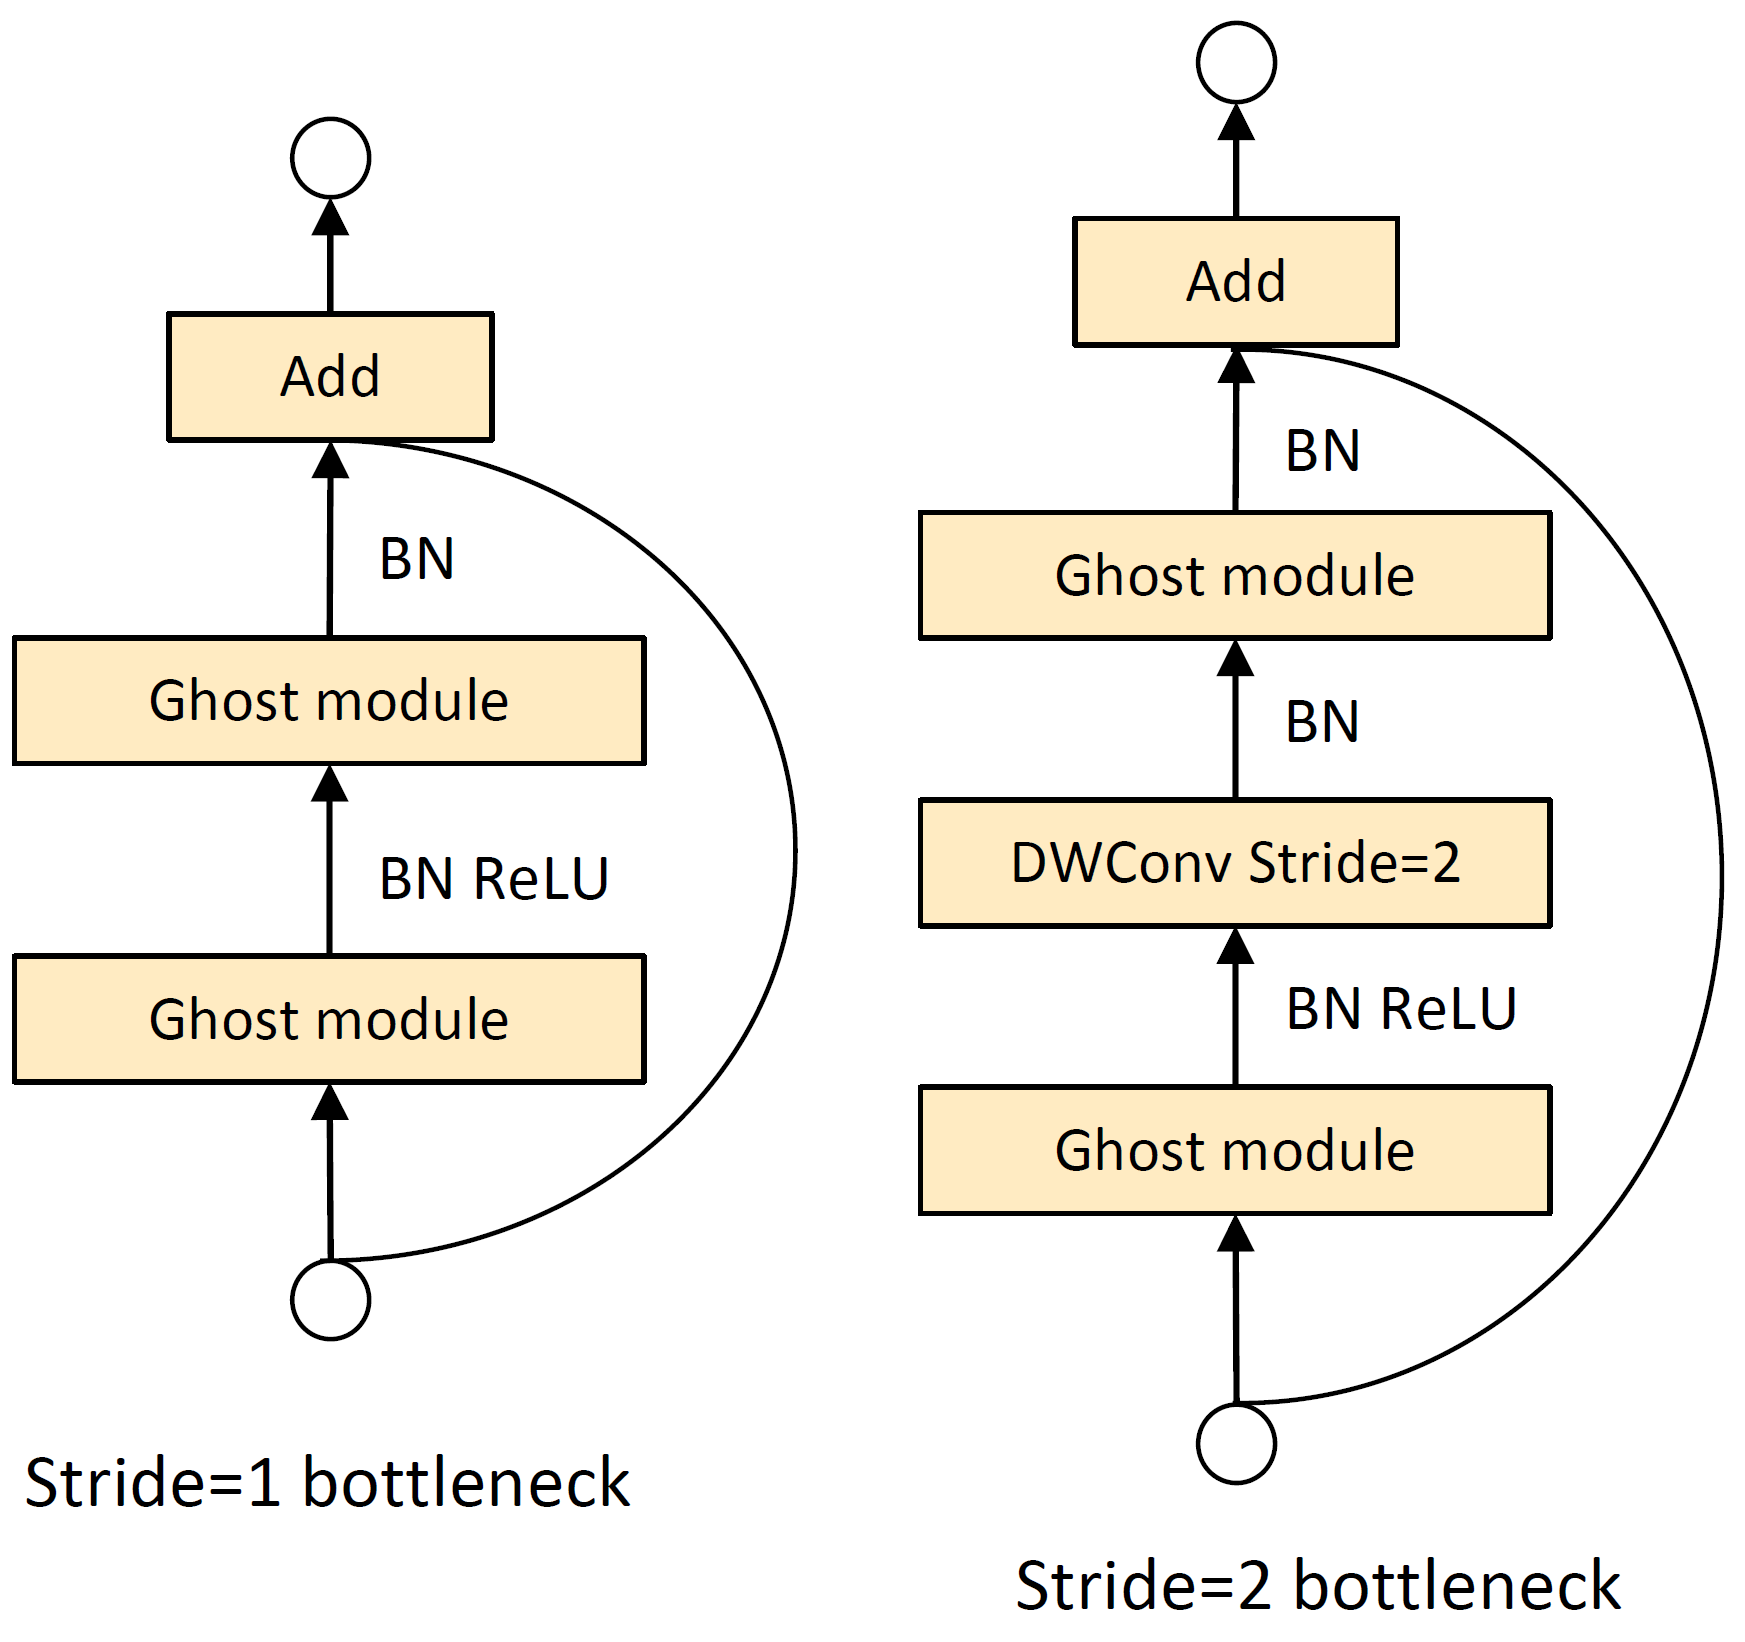 Add
BN
Ghost module
BN ReLU
Ghost module
Stride=1 bottleneck
Add
BN
Ghost module
BN
DWConv Stride=2
BN ReLU
Ghost module
Stride=2 bottleneck